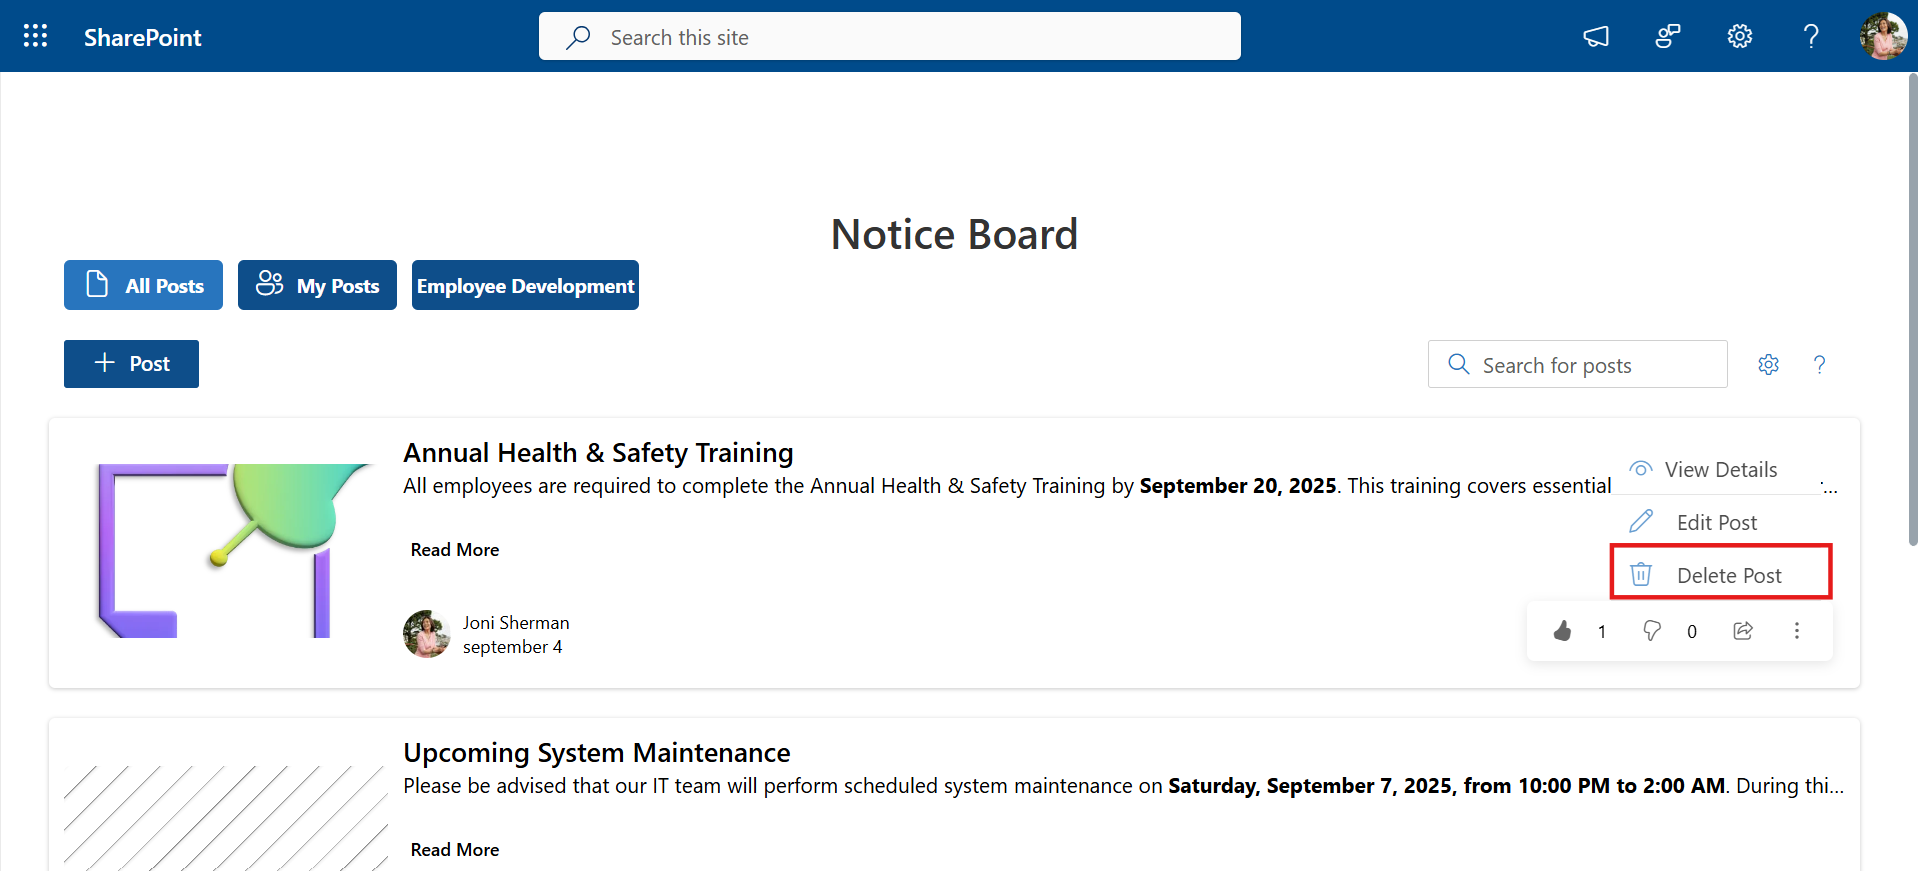 SharePoint
Search this site
Notice Board
All Posts
My Posts
Employee Development
Post
Search for posts
Annual Health & Safety Training
All employees are required to complete the Annual Health & Safety Training by September 20, 2025. This training covers essential ...
View Details
Edit Post
Read More
Delete Post
Joni Sherman
september 4
1
0
Upcoming System Maintenance
Please be advised that our IT team will perform scheduled system maintenance on Saturday, September 7, 2025, from 10:00 PM to 2:00 AM. During thi...
Read More